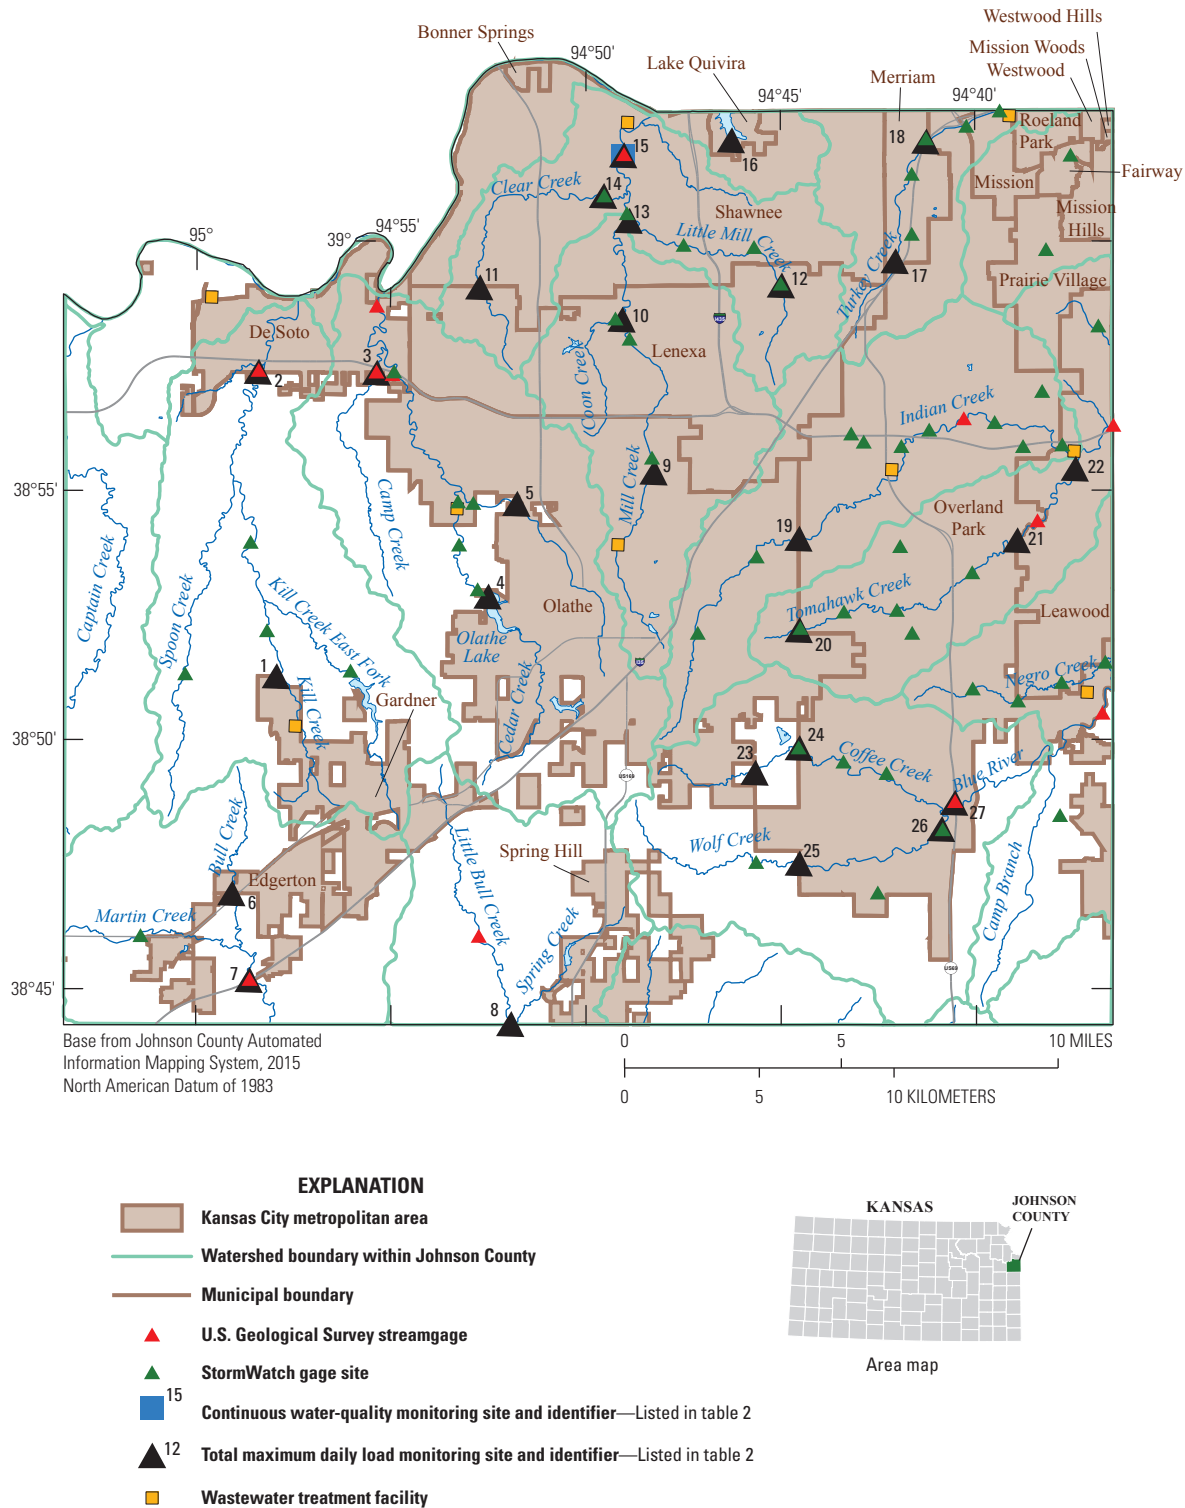 Westwood Hills
Bonner Springs
Mission Woods
94°50'
Lake Quivira
Westwood
Merriam
94°45'
94°40'
Roeland
Park
18
15
16
Fairway
Clear Creek
14
Mission
13
Shawnee
Mission
Hills
95°
39°
94°55'
Little Mill
Creek
11
12
17
Prairie Village
Turkey Creek
De Soto
10
Lenexa
3
2
Coon Creek
Indian Creek
9
22
38°55'
5
Mill Creek
Camp Creek
Overland
Park
19
21
Captain Creek
Spoon Creek
Kill Creek East Fork
4
Olathe
Tomahawk Creek
Leawood
Olathe
Lake
20
1
Negro Creek
Kill Creek
Gardner
Cedar Creek
I435
I35
38°50'
24
23
Coffee Creek
Blue River
US169
27
26
Bull Creek
Little Bull Creek
Spring Hill
Wolf Creek
25
Camp Branch
Edgerton
6
Martin Creek
Spring Creek
7
US69
38°45'
8
Base from Johnson County Automated
Information Mapping System, 2015
North American Datum of 1983
0 5 10 MILES
0 5 10 KILOMETERS
EXPLANATION
Kansas City metropolitan area
Watershed boundary within Johnson County
Municipal boundary
U.S. Geological Survey streamgage
StormWatch gage site
15
Continuous water-quality monitoring site and identifier—Listed in table 2
12
Total maximum daily load monitoring site and identifier—Listed in table 2
Wastewater treatment facility
KANSAS
JOHNSON
COUNTY
Area map